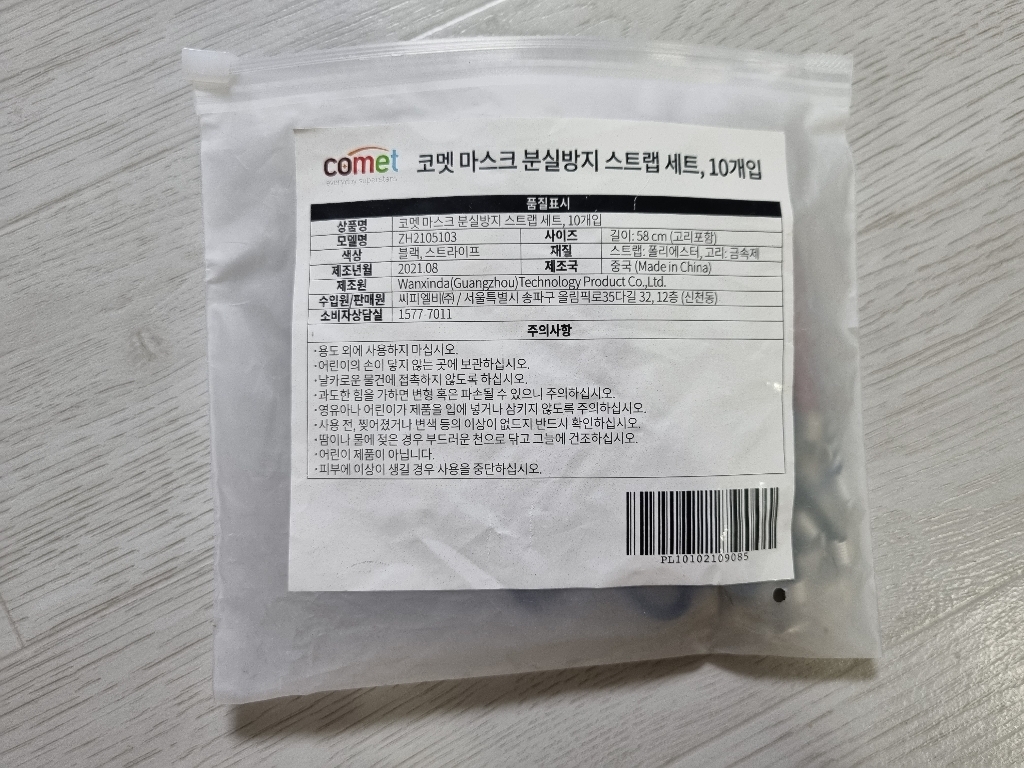 comet
everyday superstars
코멧 마스크 분실방지 스트랩 세트, 10개입
품질표시
상품명 코멧 마스크 분실방지 스트랩 세트, 10개입
모델명 ZH2105103 사이즈 길이: 58 cm (고리포함)
색상 블랙, 스트라이프 재질 스트랩: 폴리에스터, 고리: 금속제
제조년월 2021.08 제조국 중국 (Made in China)
제조원 Wanxinda(Guangzhou)Technology Product Co.,Ltd.
수입원/판매원 씨피엘비㈜ / 서울특별시 송파구 올림픽로35다길 32, 12층 (신천동)
소비자상담실 1577 7011
주의사항
·용도 외에 사용하지 마십시오.
·어린이의 손이 닿지 않는 곳에 보관하십시오.
·날카로운 물건에 접촉하지 않도록 하십시오.
·과도한 힘을 가하면 변형 혹은 파손될 수 있으니 주의하십시오.
·영유아나 어린이가 제품을 입에 넣거나 삼키지 않도록 주의하십시오.
·사용 전, 찢어졌거나 변색 등의 이상이 없드지 반드시 확인하십시오.
·땀이나 물에 젖은 경우 부드러운 천으로 닦고 그늘에 건조하십시오.
·어린이 제품이 아닙니다.
·피부에 이상이 생길 경우 사용을 중단하십시오.
PL10102109085